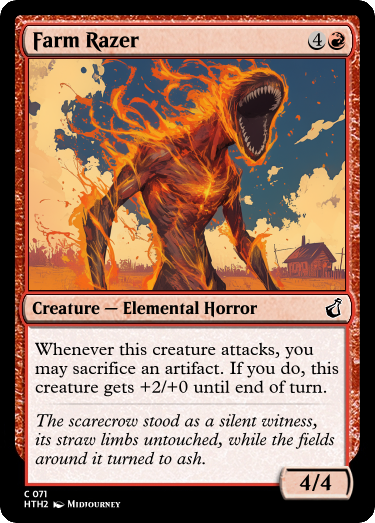 Farm Razer 4
Creature — Elemental Horror
Whenever this creature attacks, you
may sacrifice an artifact. If you do, this
creature gets +2/+0 until end of turn.
The scarecrow stood as a silent witness,
its straw limbs untouched, while the fields
around it turned to ash.
4/4
C 071
HTH2 Midjourney